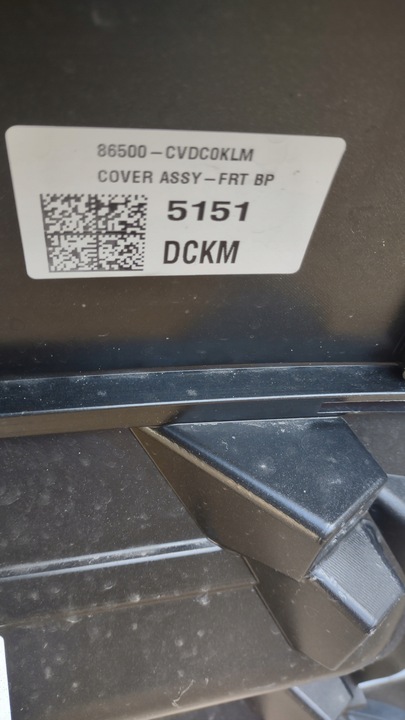 86500-CVDC0KLM
COVER ASSY-FRT BP
5151
DCKM